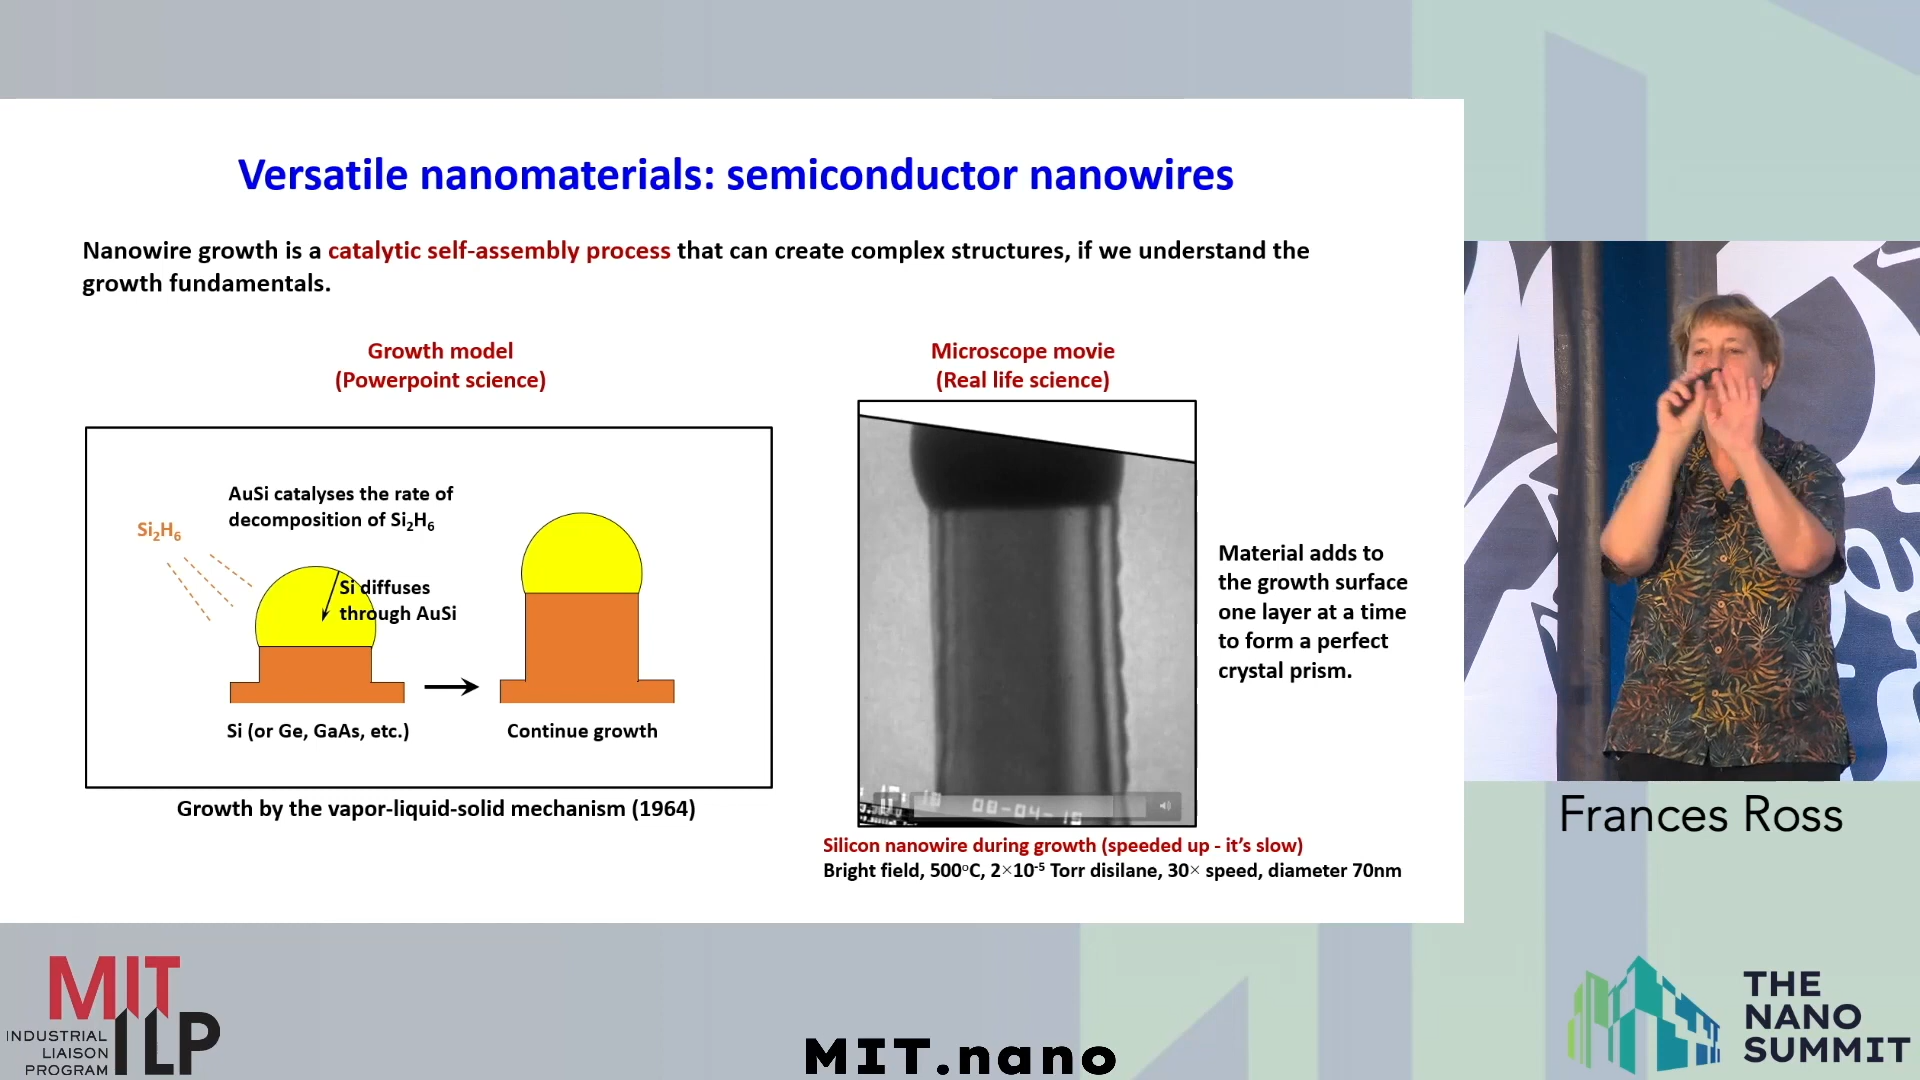 Versatile nanomaterials: semiconductor nanowires
Nanowire growth is a catalytic self-assembly process that can create complex structures, if we understand the
growth fundamentals.
Growth model
(Powerpoint science)
AuSi catalyses the rate of
decomposition of Si₂H₆
Si₂H₆
Si diffuses
through AuSi
Si (or Ge, GaAs, etc.)
Continue growth
Growth by the vapor-liquid-solid mechanism (1964)
Microscope movie
(Real life science)
08-04-15
Material adds to
the growth surface
one layer at a time
to form a perfect
crystal prism.
Silicon nanowire during growth (speeded up - it's slow)
Bright field, 500°C, 2×10⁻⁵ Torr disilane, 30× speed, diameter 70nm
Frances Ross
MIT
ILP
INDUSTRIAL
LIAISON
PROGRAM
MIT.nano
THE
NANO
SUMMIT